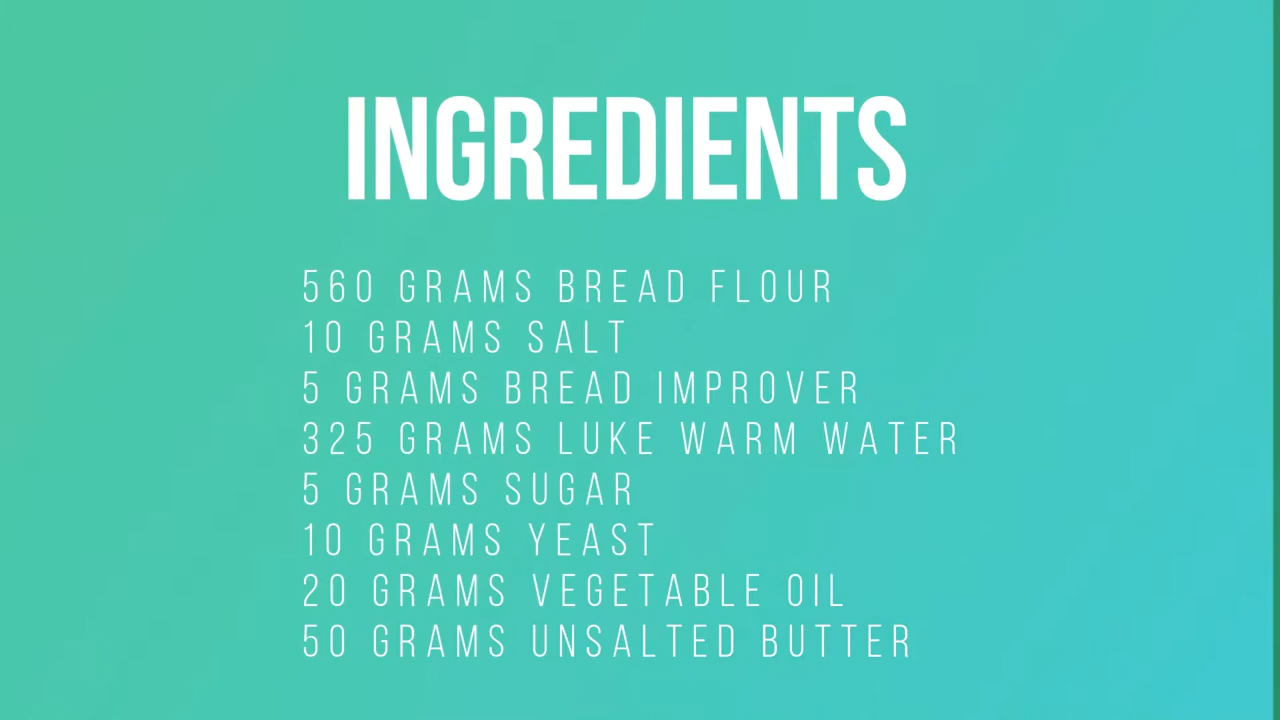 INGREDIENTS
560 GRAMS BREAD FLOUR
10 GRAMS SALT
5 GRAMS BREAD IMPROVER
325 GRAMS LUKE WARM WATER
5 GRAMS SUGAR
10 GRAMS YEAST
20 GRAMS VEGETABLE OIL
50 GRAMS UNSALTED BUTTER